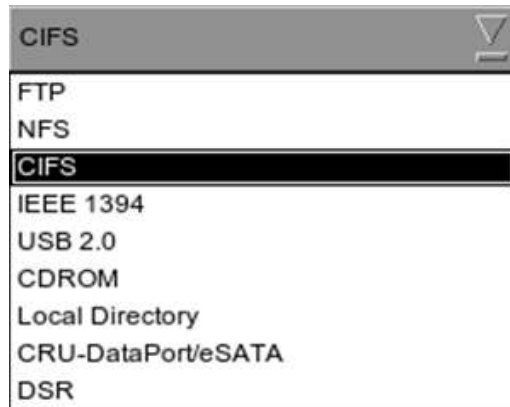 CIFS
FTP
NFS
CIFS
IEEE 1394
USB 2.0
CDROM
Local Directory
CRU-DataPort/eSATA
DSR